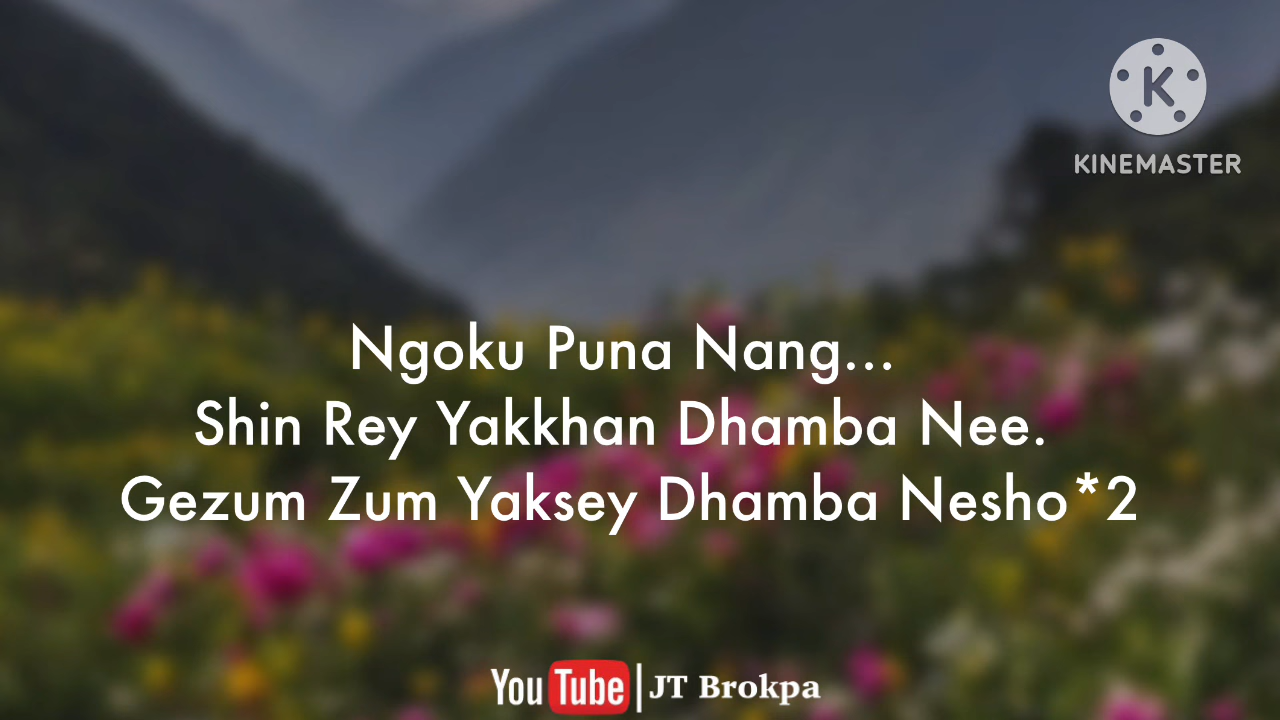 K
KINEMASTER
Ngoku Puna Nang...
Shin Rey Yakkhan Dhamba Nee.
Gezum Zum Yaksey Dhamba Nesho*2
YouTube | JT Brokpa